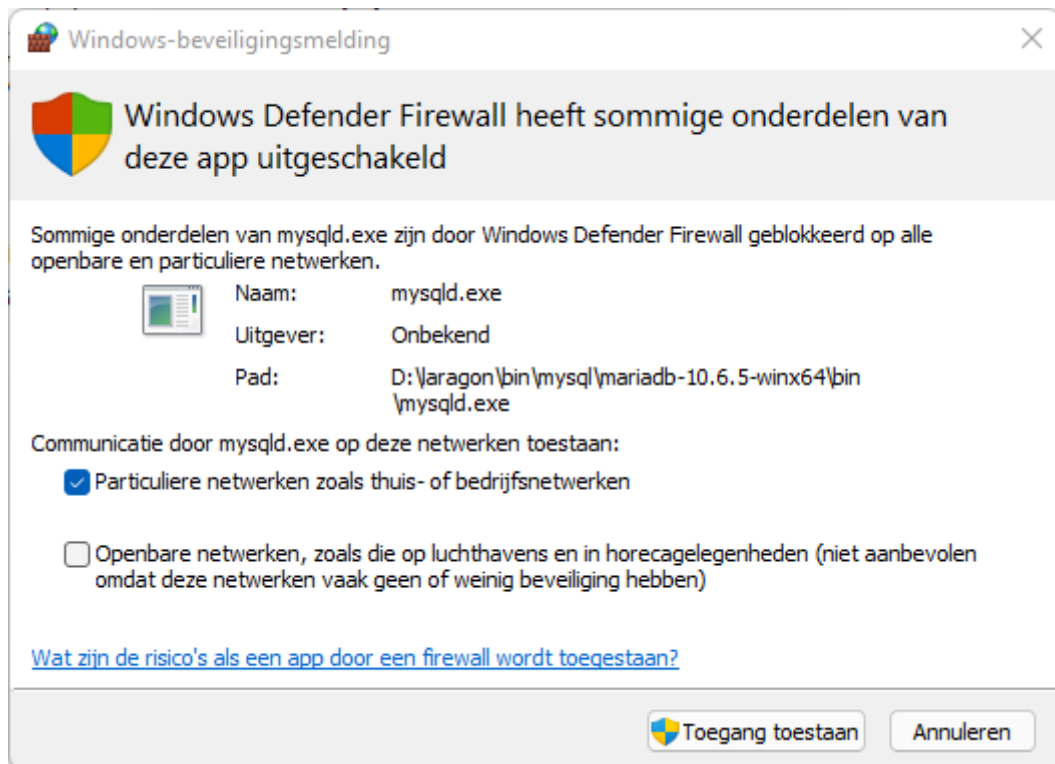 Windows-beveiligingsmelding
Windows Defender Firewall heeft sommige onderdelen van
deze app uitgeschakeld
Sommige onderdelen van mysqld.exe zijn door Windows Defender Firewall geblokkeerd op alle
openbare en particuliere netwerken.
Naam: mysqld.exe
Uitgever: Onbekend
Pad: D:\laragon\bin\mysql\mariadb-10.6.5-winx64\bin
\mysqld.exe
Communicatie door mysqld.exe op deze netwerken toestaan:
Particuliere netwerken zoals thuis- of bedrijfsnetwerken
Openbare netwerken, zoals die op luchthavens en in horecagelegenheden (niet aanbevolen
omdat deze netwerken vaak geen of weinig beveiliging hebben)
Wat zijn de risico's als een app door een firewall wordt toegestaan?
Toegang toestaan Annuleren